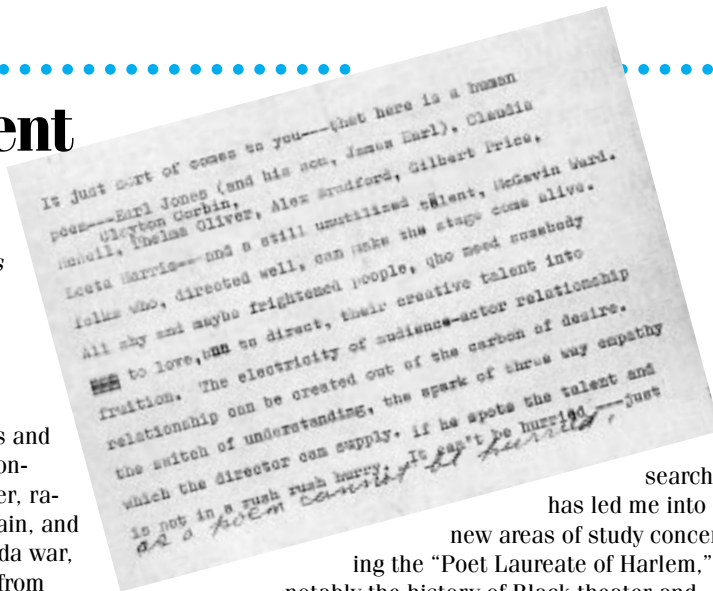 ent
It just sort of comes to you---that here is a human
poem---Earl Jones (and his son, James Earl), Claudia
Clayton Corbin,
McNeil, Thelma Oliver, Alex Bradford, Gilbert Price,
Leeta Harris---and a still unutilized talent, McGavin Ward.
folks who, directed well, can make the stage come alive.
All shy and maybe frightened people, qho need somebody
to love, to direct, their creative talent into
fruition. The electricity of audience-actor relationship
relationship can be created out of the carbon of desire.
the switch of understanding, the spark of three way empathy
which the director can supply. if he spots the talent and
is not in a rush rush hurry. It can't be hurried---just
as a poem cannot be hurried.
s
s and
on-
er, ra-
ain, and
da war,
from
search
has led me into
new areas of study concer
ing the “Poet Laureate of Harlem,”
notably the history of Black theater and